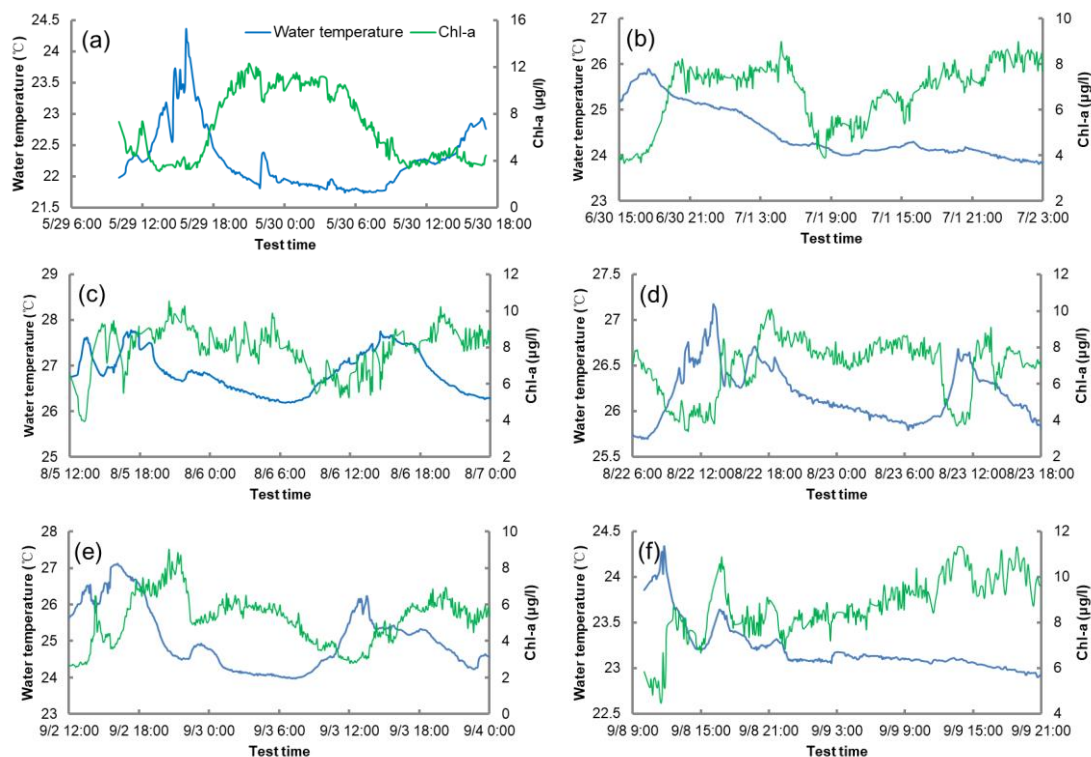 (a)
Water temperature
Chl-a
24.5
24
23.5
23
22.5
22
21.5
16
12
8
4
0
Water temperature (℃)
Chl-a (μg/l)
5/29 6:00 5/29 12:00 5/29 18:00 5/30 0:00 5/30 6:00 5/30 12:00 5/30 18:00
Test time
(b)
27
26
25
24
23
10
8
6
4
2
Water temperature (℃)
Chl-a (μg/l)
6/30 15:00 6/30 21:00 7/1 3:00 7/1 9:00 7/1 15:00 7/1 21:00 7/2 3:00
Test time
(c)
29
28
27
26
25
12
10
8
6
4
2
Water temperature (℃)
Chl-a (μg/l)
8/5 12:00 8/5 18:00 8/6 0:00 8/6 6:00 8/6 12:00 8/6 18:00 8/7 0:00
Test time
(d)
27.5
27
26.5
26
25.5
12
10
8
6
4
2
Water temperature (℃)
Chl-a (μg/l)
8/22 6:00 8/22 12:00 8/22 18:00 8/23 0:00 8/23 6:00 8/23 12:00 8/23 18:00
Test time
(e)
28
27
26
25
24
23
10
8
6
4
2
0
Water temperature (℃)
Chl-a (μg/l)
9/2 12:00 9/2 18:00 9/3 0:00 9/3 6:00 9/3 12:00 9/3 18:00 9/4 0:00
Test time
(f)
24.5
24
23.5
23
22.5
12
10
8
6
4
Water temperature (℃)
Chl-a (μg/l)
9/8 9:00 9/8 15:00 9/8 21:00 9/9 3:00 9/9 9:00 9/9 15:00 9/9 21:00
Test time